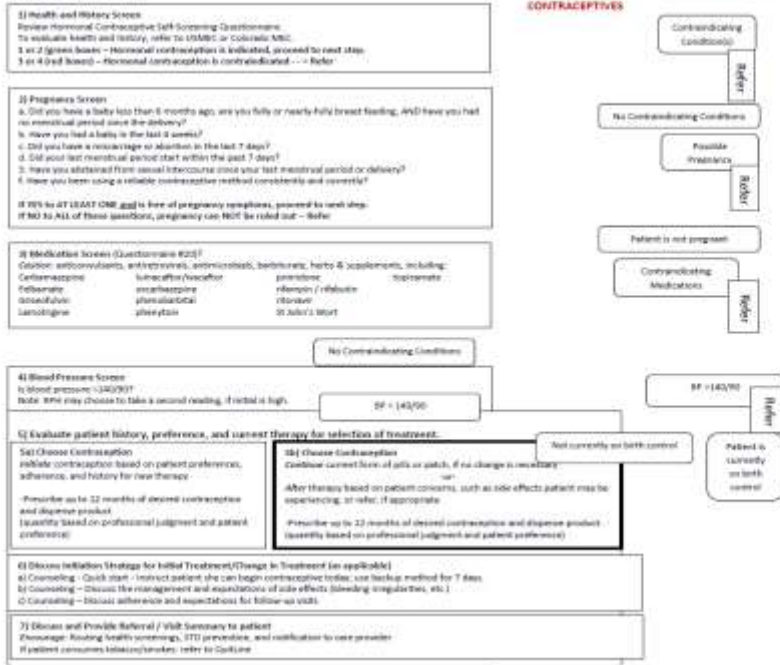 CONTRACEPTIVES
1) Health and History Screen
Review Hormonal Contraceptive Self-Screening Questionnaire.
To evaluate health and history, refer to USMEC or Colorado MEC.
1 or 2 (green boxes – Hormonal contraception is indicated, proceed to next step.
3 or 4 (red boxes) – Hormonal contraception is contraindicated - - > Refer
Contraindicating
Condition(s)
Refer
2) Pregnancy Screen
a. Did you have a baby less than 6 months ago, are you fully or nearly-fully breast feeding, AND have you had
no menstrual period since the delivery?
b. Have you had a baby in the last 4 weeks?
c. Did you have a miscarriage or abortion in the last 7 days?
d. Did your last menstrual period start within the past 7 days?
Have you abstained from sexual intercourse since your last menstrual period or delivery?
f. Have you been using a reliable contraceptive method consistently and correctly?
If YES to AT LEAST ONE and is free of pregnancy symptoms, proceed to next step.
If NO to ALL of these questions, pregnancy can NOT be ruled out – Refer
No Contraindicating Conditions
Possible
Pregnancy
Refer
3) Medication Screen (Questionnaire #20)
Caution: anticonvulsants, antiretrovirals, antimicrobials, barbiturate, herbs & supplements, including:
Carbamazepine lumacaftor/ivacaftor primidone topiramate
Felbamate oxcarbazepine rifampin / rifabutin
Griseofulvin phenobarbital ritonavir
Lamotrigine phenytoin St John's Wort
Patient is not pregnant
Contraindicating
Medications
Refer
No Contraindicating Conditions
4) Blood Pressure Screen
Is blood pressure <140/90?
Note: RPH may choose to take a second reading, if initial is high.
BP < 140/90
BP >140/90
Refer
5) Evaluate patient history, preference, and current therapy for selection of treatment.
5a) Choose Contraception
Initiate contraception based on patient preferences,
adherence, and history for new therapy
-Prescribe up to 12 months of desired contraception
and dispense product
(quantity based on professional judgment and patient
preference)
5b) Choose Contraception
Continue current form of pills or patch, if no change is necessary
-or-
After therapy based on patient concerns, such as side effects patient may be
experiencing; or refer, if appropriate
-Prescribe up to 12 months of desired contraception and dispense product
(quantity based on professional judgment and patient preference)
Not currently on birth control
Patient is
currently
on birth
control
6) Discuss Initiation Strategy for Initial Treatment/Change in Treatment (as applicable)
a) Counseling - Quick start - Instruct patient she can begin contraceptive today; use backup method for 7 days
b) Counseling – Discuss the management and expectations of side effects (bleeding irregularities, etc.)
c) Counseling – Discuss adherence and expectations for follow-up visits
7) Discuss and Provide Referral / Visit Summary to patient
Encourage: Routine health screenings, STD prevention, and notification to care provider
If patient consumes tobacco/smokes: refer to QuitLine